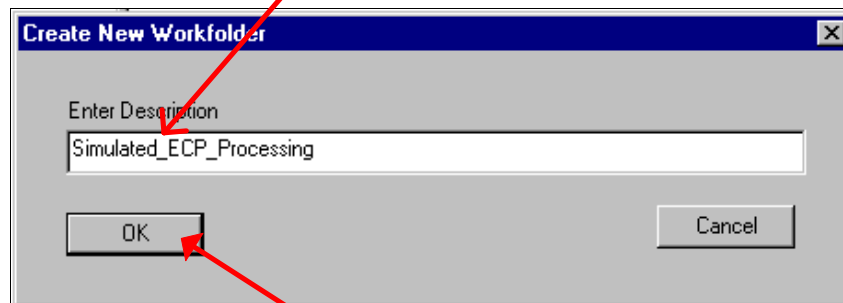 Create New Workfolder
Enter Description
Simulated_ECP_Processing
OK
Cancel